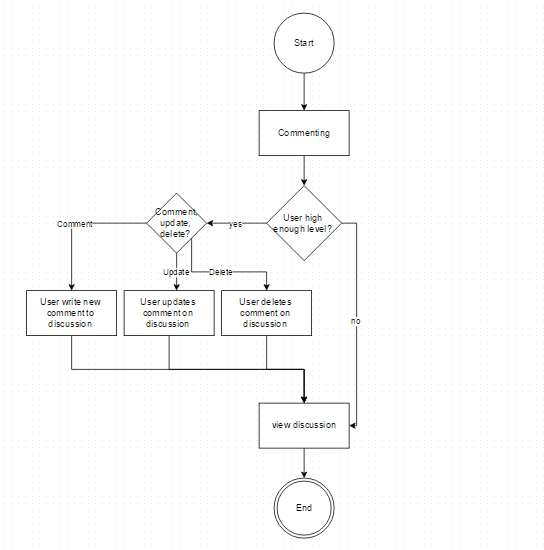 Start
Commenting
User high
enough level?
yes
Comment,
update,
delete?
Comment
Update
Delete
User write new
comment to
discussion
User updates
comment on
discussion
User deletes
comment on
discussion
no
view discussion
End